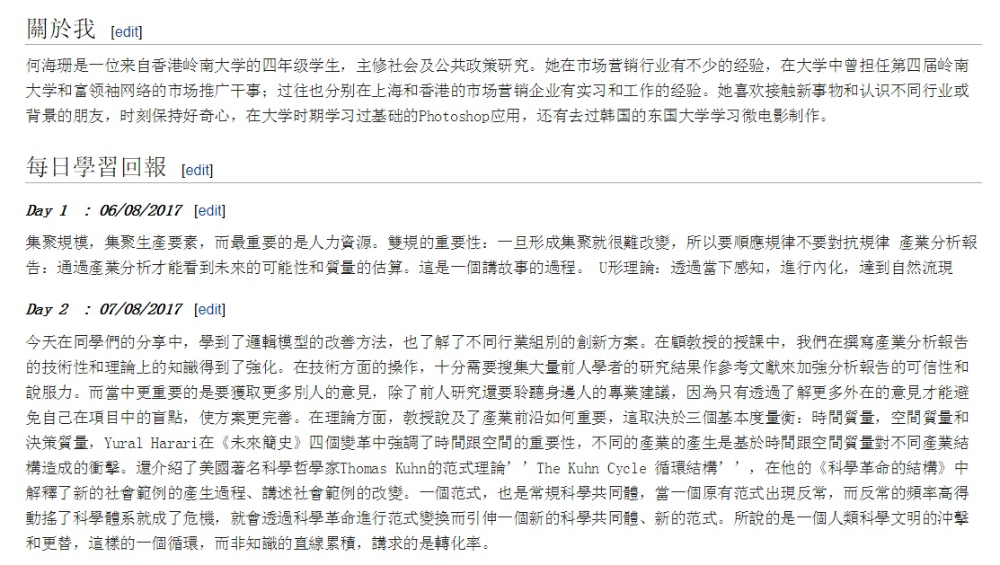 關於我 [edit]
何海珊是一位来自香港岭南大学的四年级学生，主修社会及公共政策研究。她在市场营销行业有不少的经验，在大学中曾担任第四届岭南
大学和富领袖网络的市场推广干事；过往也分别在上海和香港的市场营销企业有实习和工作的经验。她喜欢接触新事物和认识不同行业或
背景的朋友，时刻保持好奇心，在大学时期学习过基础的Photoshop应用，还有去过韩国的东国大学学习微电影制作。
每日學習回報 [edit]
Day 1 : 06/08/2017 [edit]
集聚規模，集聚生產要素，而最重要的是人力資源。雙規的重要性：一旦形成集聚就很難改變，所以要順應規律不要對抗規律 產業分析報
告：通過產業分析才能看到未來的可能性和質量的估算。這是一個講故事的過程。 U形理論：透過當下感知，進行內化，達到自然流現
Day 2 : 07/08/2017 [edit]
今天在同學們的分享中，學到了邏輯模型的改善方法，也了解了不同行業組別的創新方案。在顧教授的授課中，我們在撰寫產業分析報告
的技術性和理論上的知識得到了強化。在技術方面的操作，十分需要搜集大量前人學者的研究結果作參考文獻來加強分析報告的可信性和
說服力。而當中更重要的是要獲取更多別人的意見，除了前人研究還要聆聽身邊人的專業建議，因為只有透過了解更多外在的意見才能避
免自己在項目中的盲點，使方案更完善。在理論方面，教授說及了產業前沿如何重要，這取決於三個基本度量衡：時間質量，空間質量和
決策質量，Yural Harari在《未來簡史》四個變革中強調了時間跟空間的重要性，不同的產業的產生是基於時間跟空間質量對不同產業結
構造成的衝擊。還介紹了美國著名科學哲學家Thomas Kuhn的范式理論’’The Kuhn Cycle 循環結構’’，在他的《科學革命的結構》中
解釋了新的社會範例的產生過程、講述社會範例的改變。一個范式，也是常規科學共同體，當一個原有范式出現反常，而反常的頻率高得
動搖了科學體系就成了危機，就會透過科學革命進行范式變換而引伸一個新的科學共同體、新的范式。所說的是一個人類科學文明的沖擊
和更替，這樣的一個循環，而非知識的直線累積，講求的是轉化率。